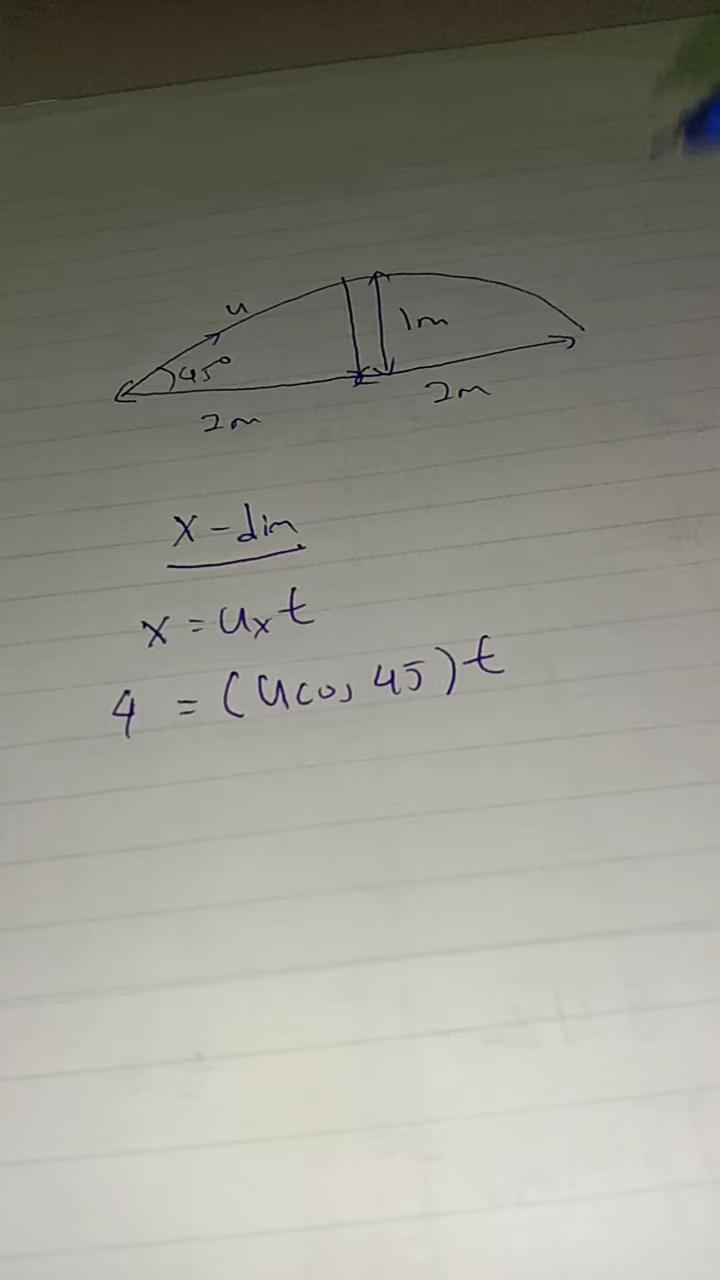 u
45°
1m
2m
2m
x-dim
x = uxt
4 = (ucos 45)t